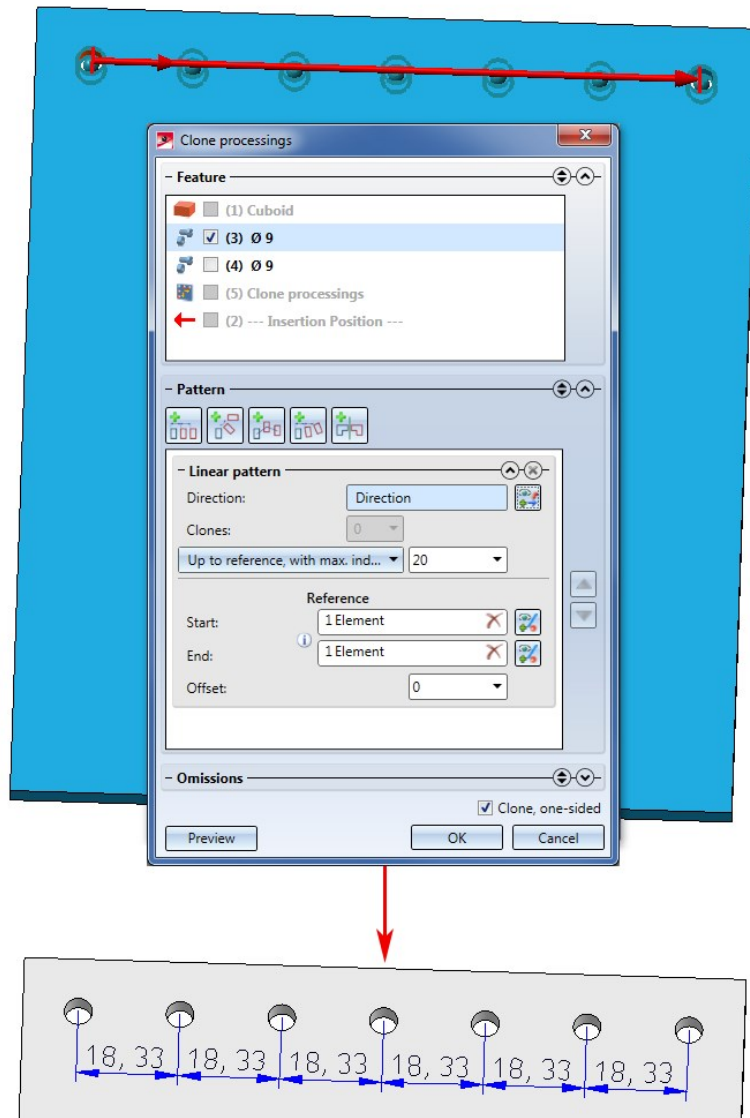 Clone processings
Feature
(1) Cuboid
(3) Ø 9
(4) Ø 9
(5) Clone processings
(2) --- Insertion Position ---
Pattern
Linear pattern
Direction: Direction
Clones: 0
Up to reference, with max. ind... 20
Reference
Start: 1 Element
End: 1 Element
Offset: 0
Omissions
Clone, one-sided
Preview OK Cancel
18, 33 18, 33 18, 33 18, 33 18, 33 18, 33